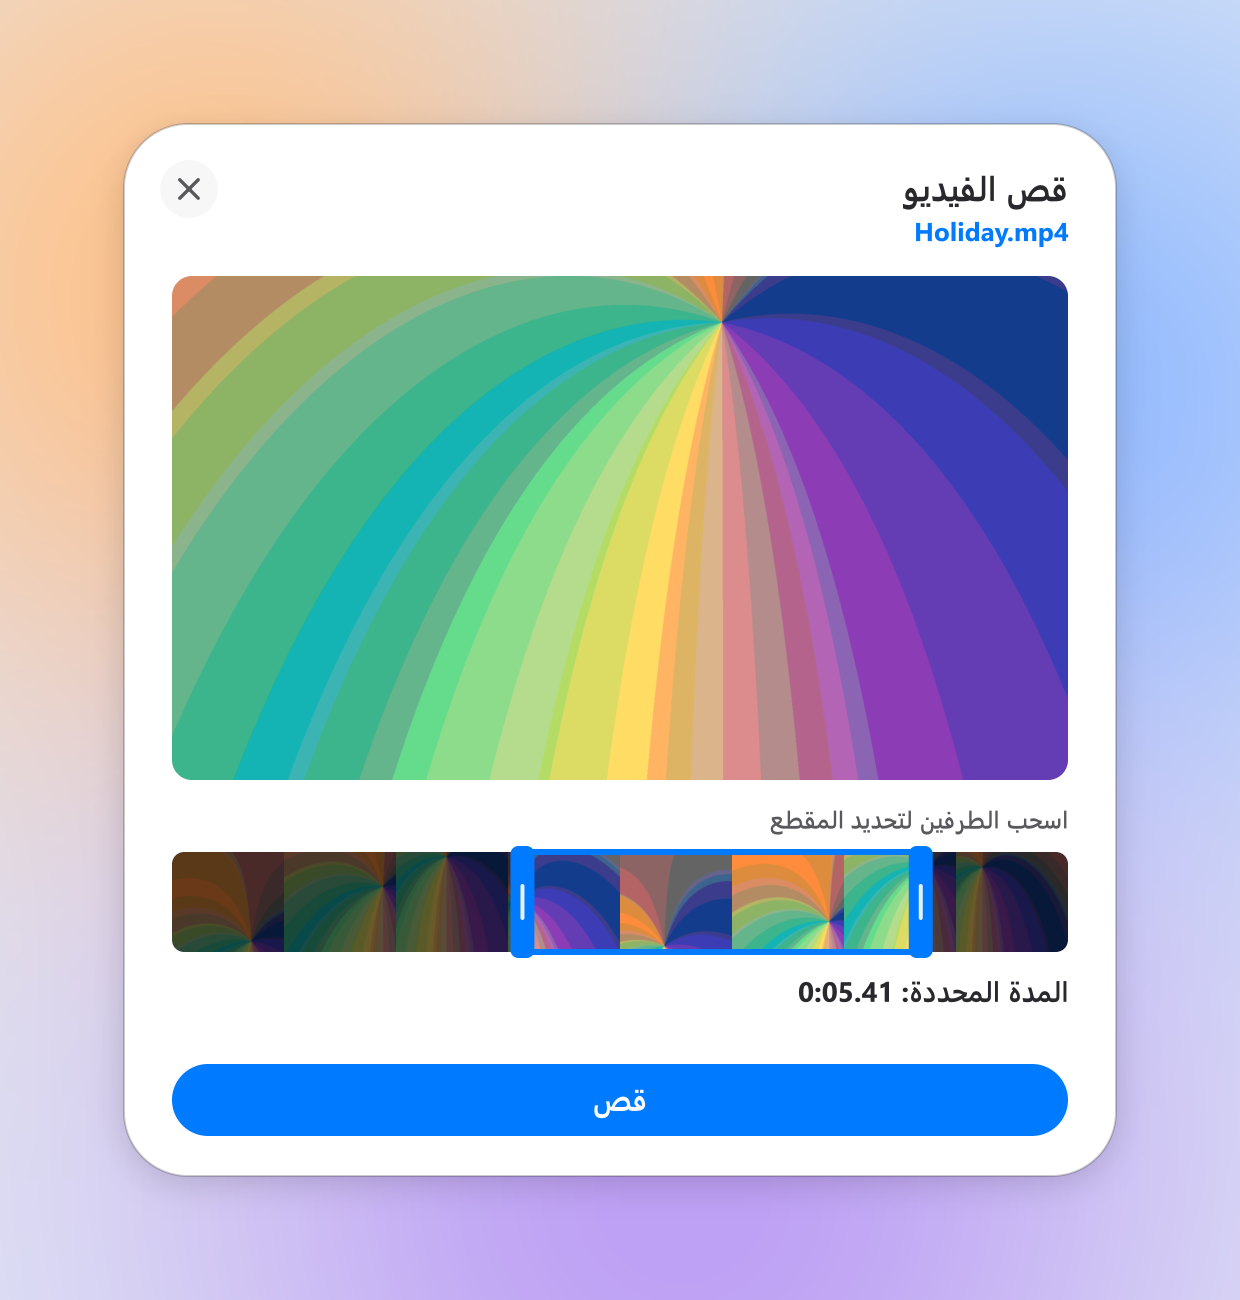 قص الفيديو
Holiday.mp4
اسحب الطرفين لتحديد المقطع
المدة المحددة: 0:05.41
قص